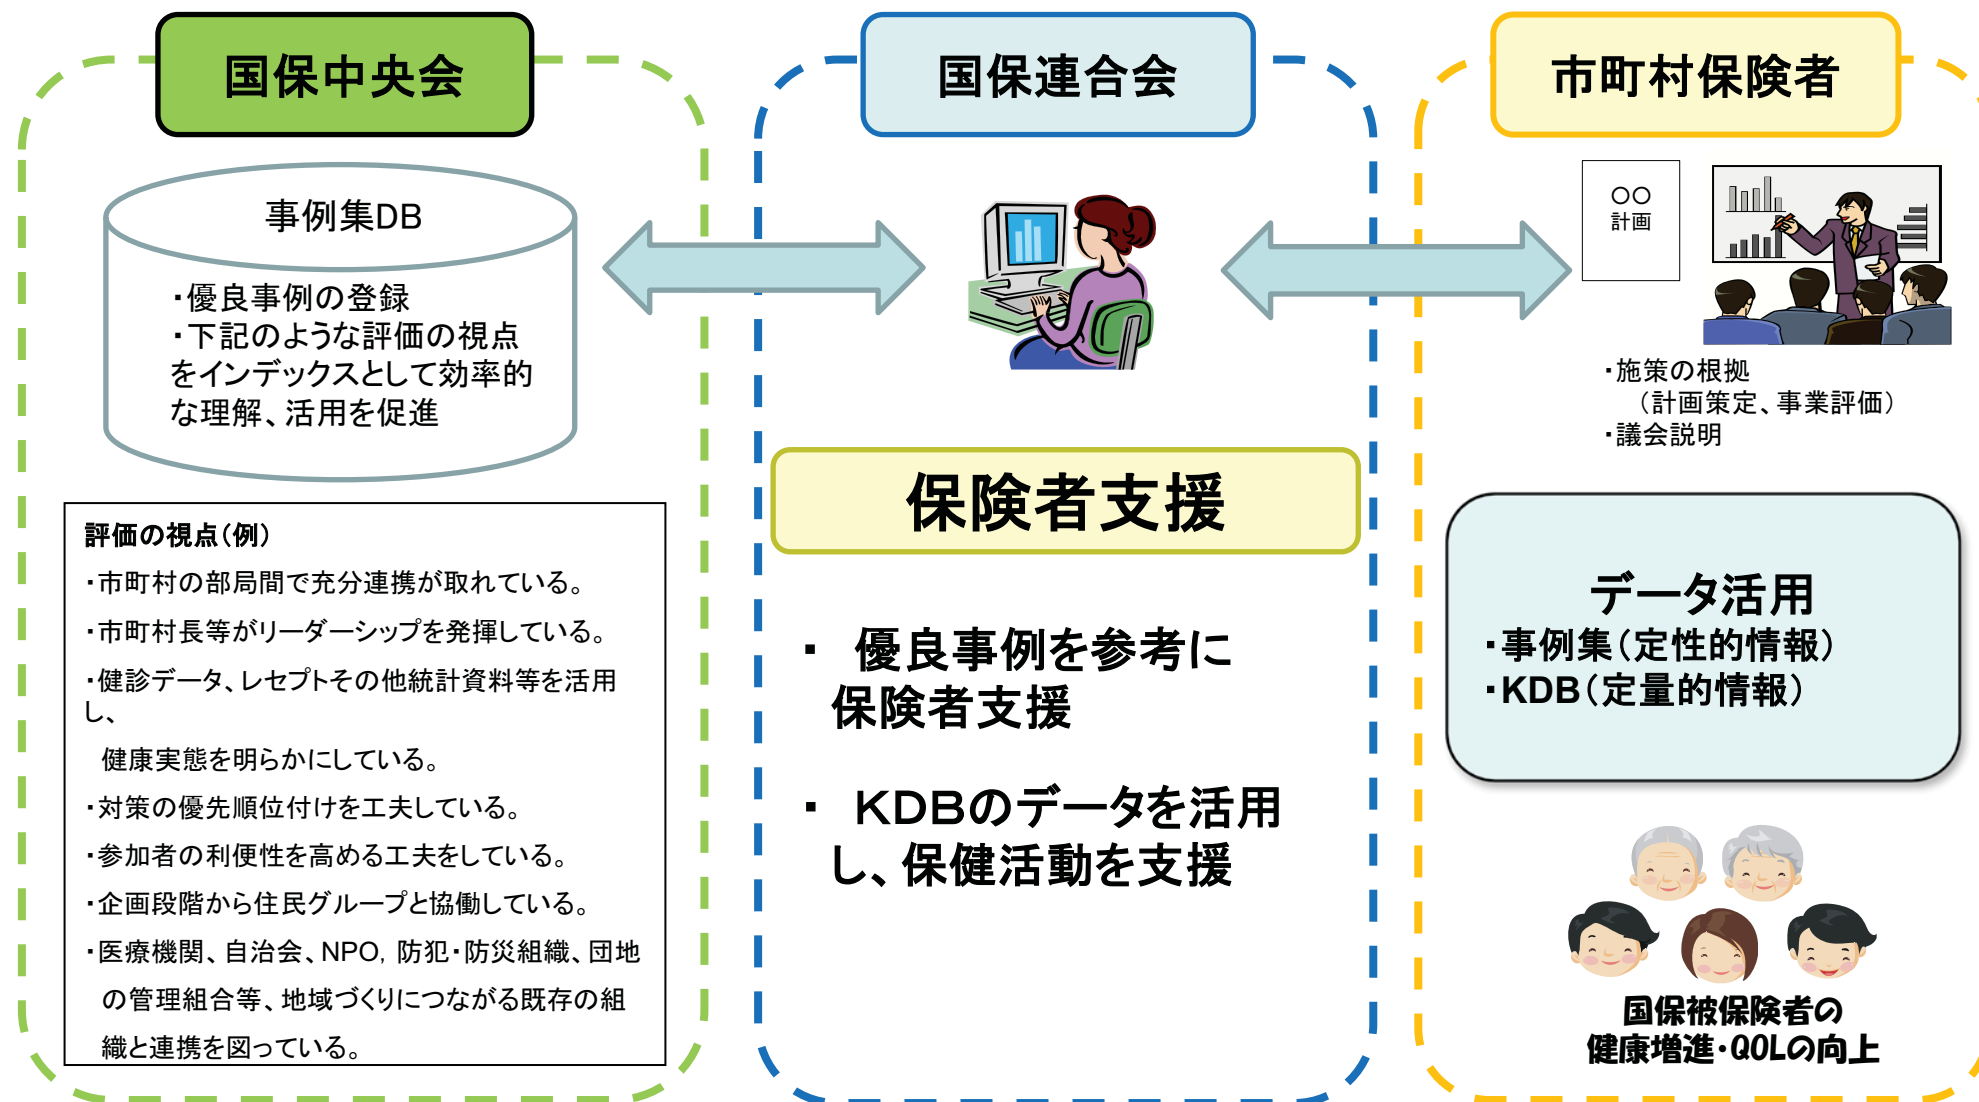 国保中央会
事例集DB
・優良事例の登録
・下記のような評価の視点
をインデックスとして効率的
な理解、活用を促進
評価の視点(例)
・市町村の部局間で充分連携が取れている。
・市町村長等がリーダーシップを発揮している。
・健診データ、レセプトその他統計資料等を活用
し、
健康実態を明らかにしている。
・対策の優先順位付けを工夫している。
・参加者の利便性を高める工夫をしている。
・企画段階から住民グループと協働している。
・医療機関、自治会、NPO, 防犯・防災組織、団地
の管理組合等、地域づくりにつながる既存の組
織と連携を図っている。
国保連合会
保険者支援
・ 優良事例を参考に
保険者支援
・ KDBのデータを活用
し、保健活動を支援
市町村保険者
○○
計画
・施策の根拠
(計画策定、事業評価)
・議会説明
データ活用
・事例集(定性的情報)
・KDB(定量的情報)
国保被保険者の
健康増進・QOLの向上